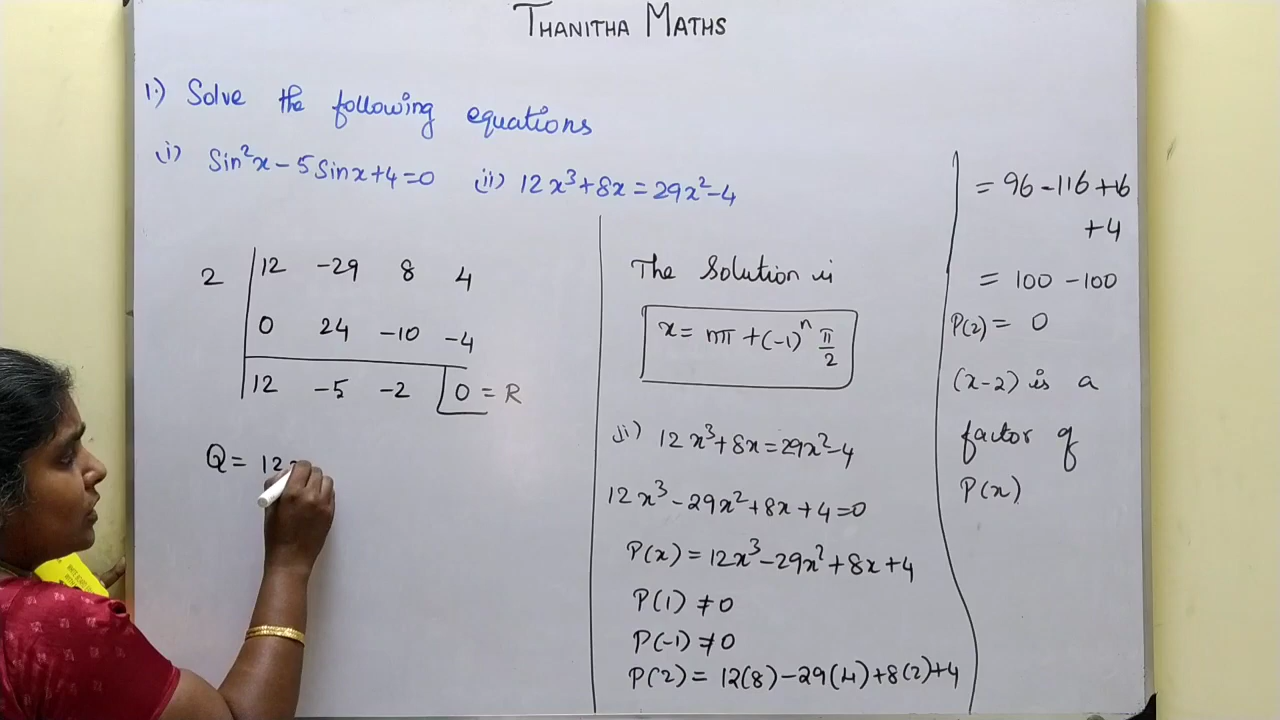 THANITHA MATHS
1.) Solve the following equations
(i) Sin²x - 5Sinx + 4 = 0 (ii) 12x³ + 8x = 29x² - 4
2 | 12 -29 8 4
0 24 -10 -4
12 -5 -2 | 0 = R
Q = 12
The Solution is
x = nπ + (-1)ⁿ π/2
ii) 12x³ + 8x = 29x² - 4
12x³ - 29x² + 8x + 4 = 0
P(x) = 12x³ - 29x² + 8x + 4
P(1) ≠ 0
P(-1) ≠ 0
P(2) = 12(8) - 29(4) + 8(2) + 4
= 96 - 116 + 16
+ 4
= 100 - 100
P(2) = 0
(x-2) is a
factor of
P(x)